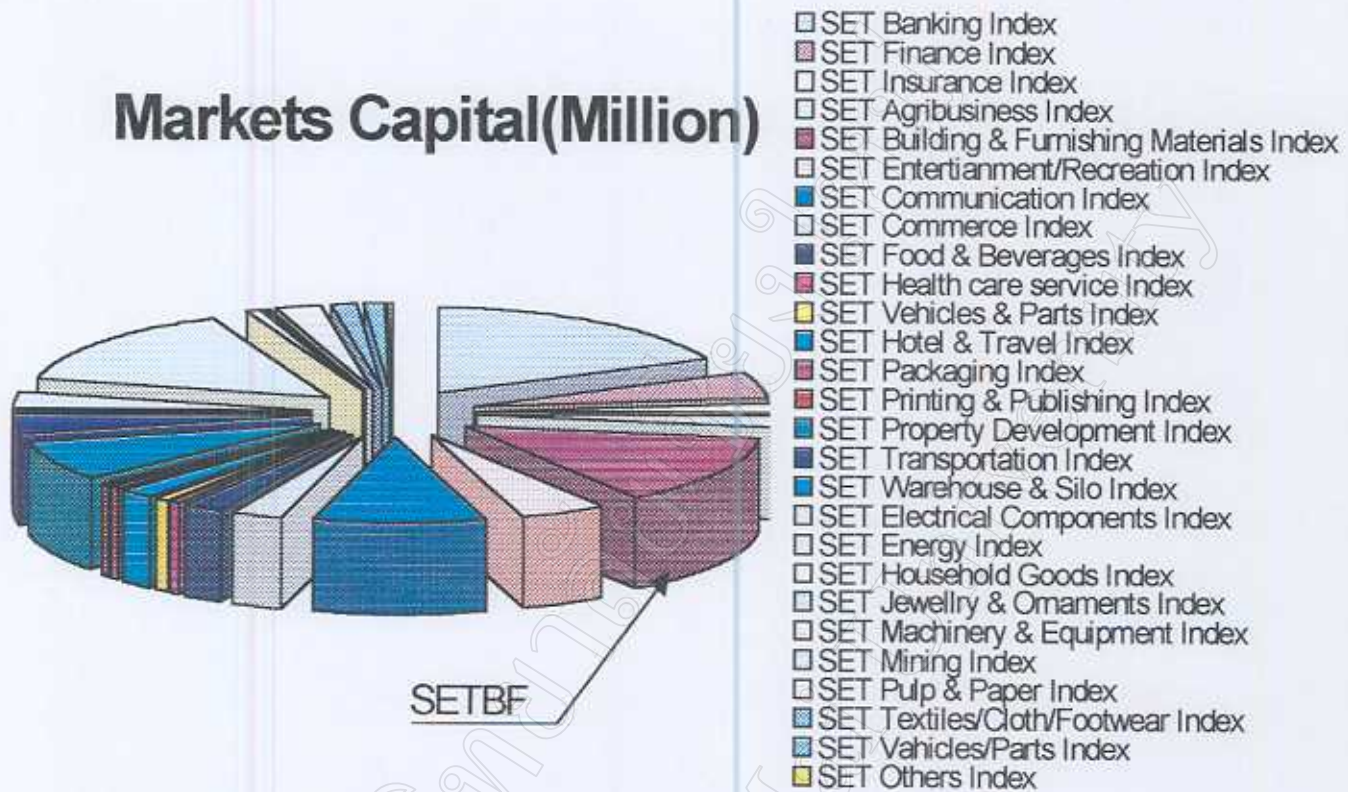 Markets Capital(Million)
SET Banking Index
SET Finance Index
SET Insurance Index
SET Agribusiness Index
SET Building & Furnishing Materials Index
SET Entertianment/Recreation Index
SET Communication Index
SET Commerce Index
SET Food & Beverages Index
SET Health care service Index
SET Vehicles & Parts Index
SET Hotel & Travel Index
SET Packaging Index
SET Printing & Publishing Index
SET Property Development Index
SET Transportation Index
SET Warehouse & Silo Index
SET Electrical Components Index
SET Energy Index
SET Household Goods Index
SET Jewellry & Ornaments Index
SET Machinery & Equipment Index
SET Mining Index
SET Pulp & Paper Index
SET Textiles/Cloth/Footwear Index
SET Vahicles/Parts Index
SET Others Index
SETBF